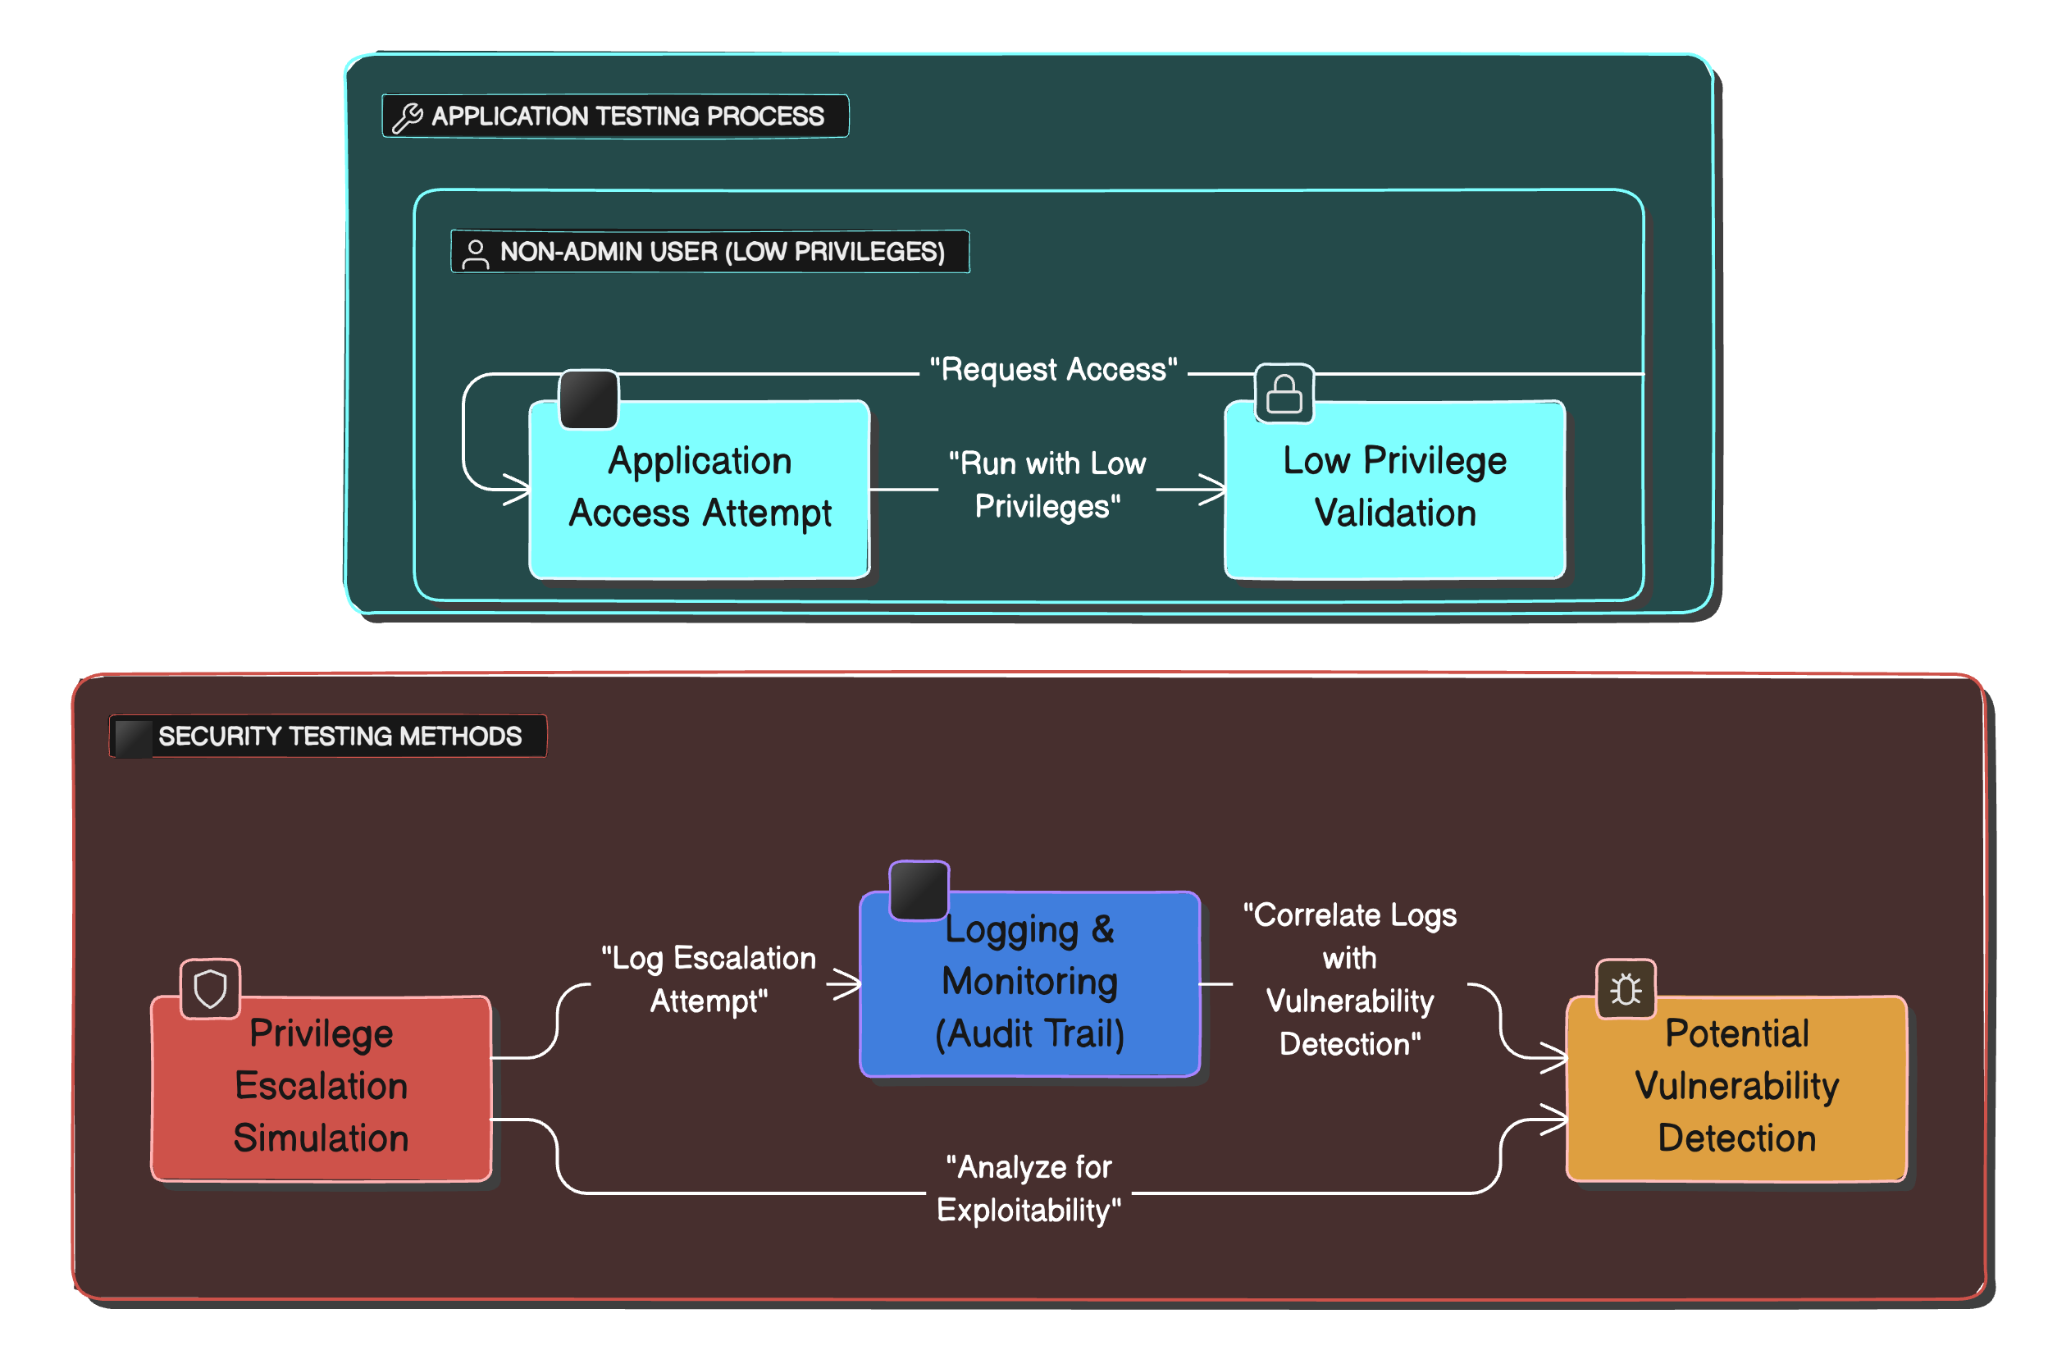 APPLICATION TESTING PROCESS
NON-ADMIN USER (LOW PRIVILEGES)
"Request Access"
Application
Access Attempt
"Run with Low
Privileges"
Low Privilege
Validation
SECURITY TESTING METHODS
Privilege
Escalation
Simulation
"Log Escalation
Attempt"
Logging &
Monitoring
(Audit Trail)
"Correlate Logs
with
Vulnerability
Detection"
"Analyze for
Exploitability"
Potential
Vulnerability
Detection